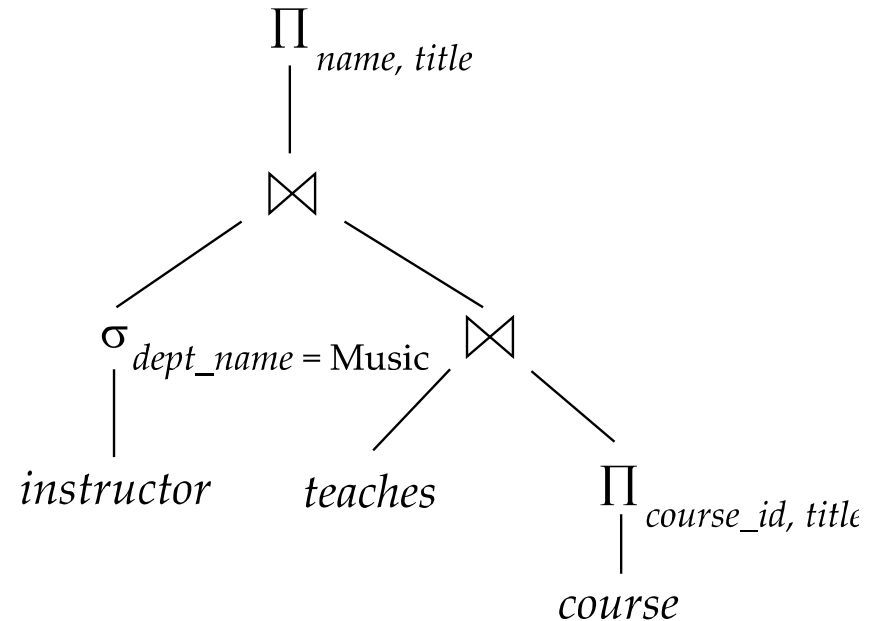 ∏ name, title
⋈
σ dept_name = Music
⋈
instructor
teaches
∏ course_id, title
course